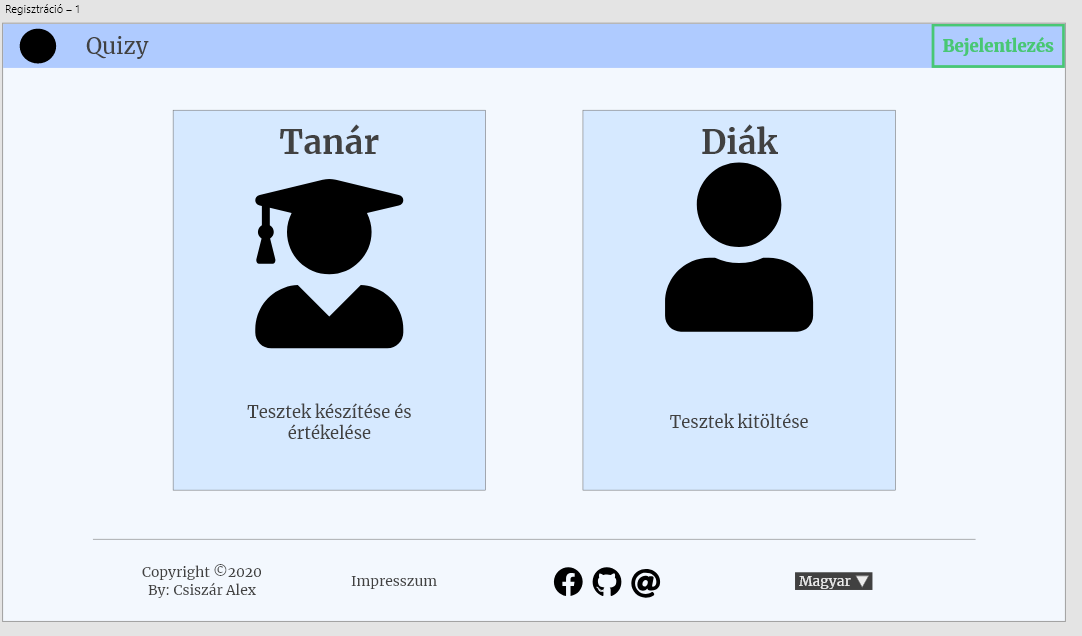 Regisztráció – 1
Quizy
Bejelentlezés
Tanár
Diák
Tesztek készítése és
értékelése
Tesztek kitöltése
Copyright ©2020
By: Csiszár Alex
Impresszum
Magyar ▼